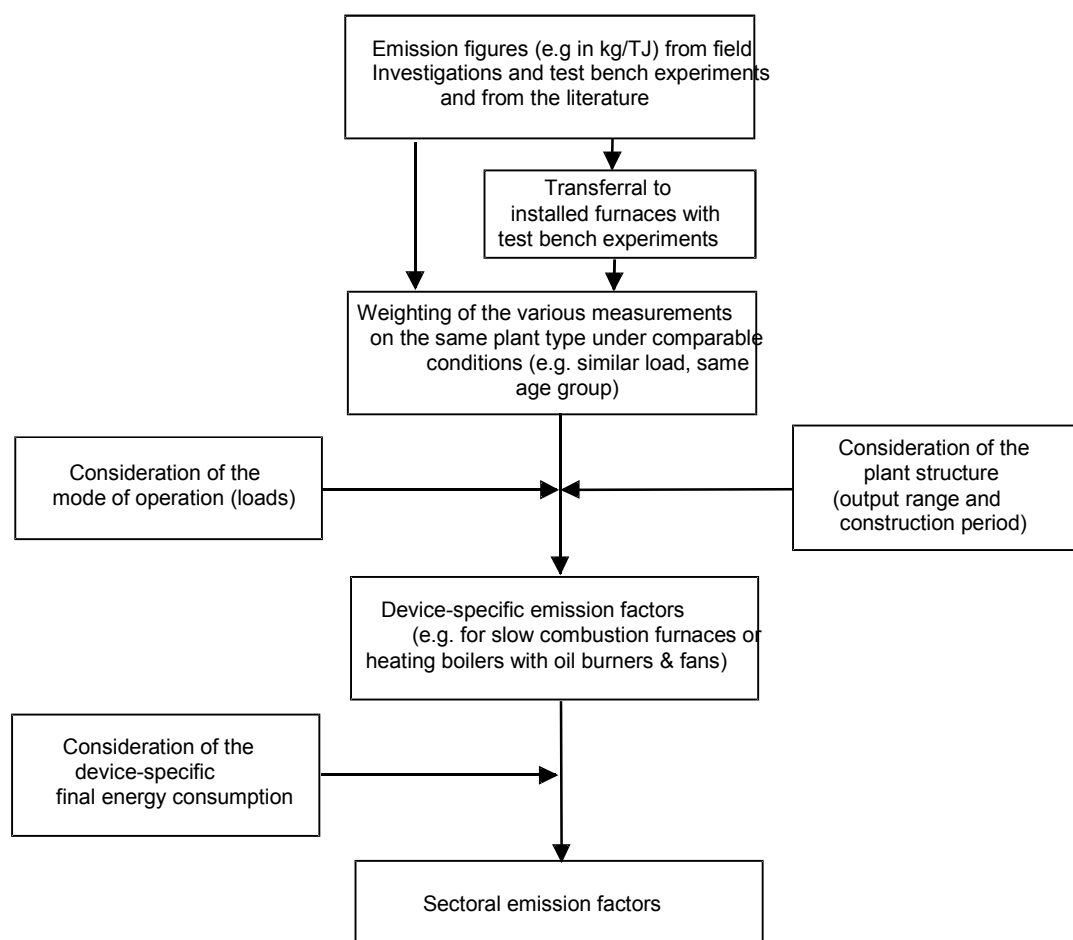 Emission figures (e.g in kg/TJ) from field
Investigations and test bench experiments
and from the literature
Transferral to
installed furnaces with
test bench experiments
Weighting of the various measurements
on the same plant type under comparable
conditions (e.g. similar load, same
age group)
Consideration of the
mode of operation (loads)
Consideration of the
plant structure
(output range and
construction period)
Device-specific emission factors
(e.g. for slow combustion furnaces or
heating boilers with oil burners & fans)
Consideration of the
device-specific
final energy consumption
Sectoral emission factors